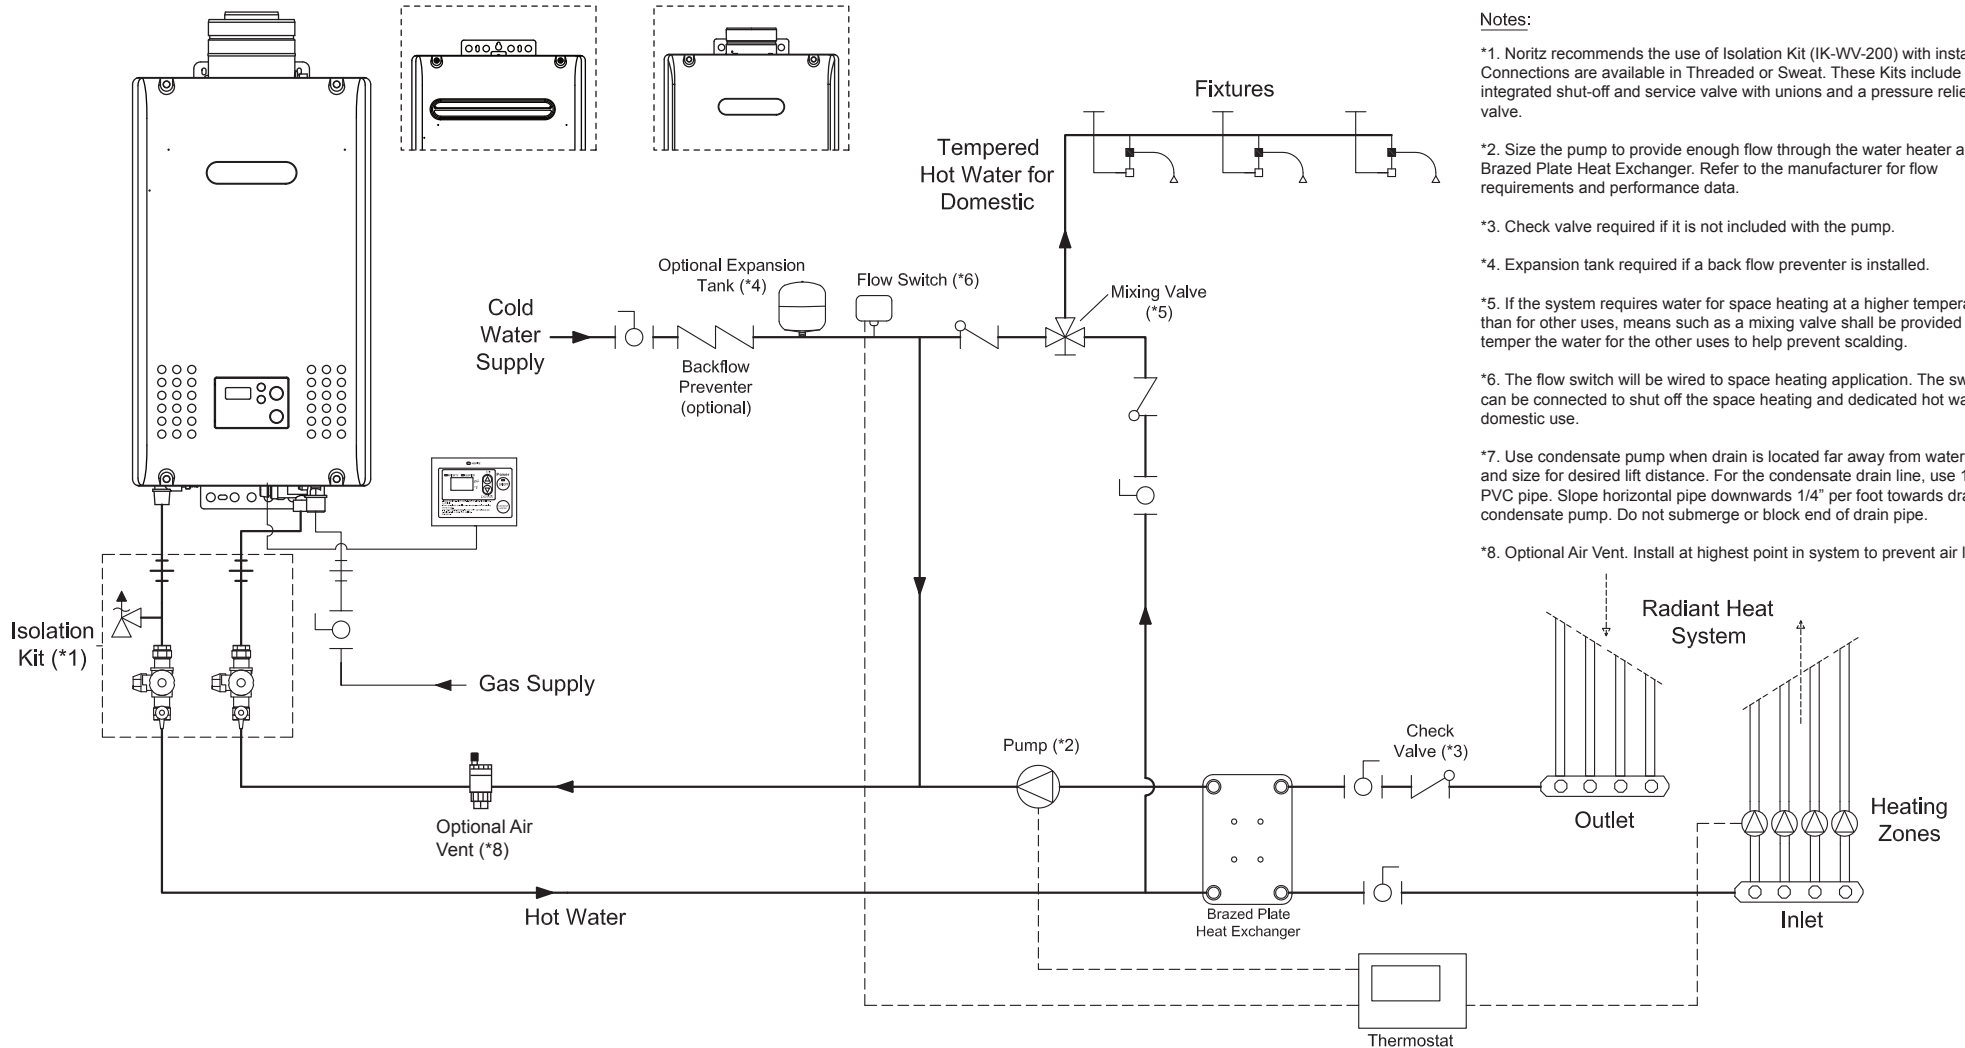 Notes:
*1. Noritz recommends the use of Isolation Kit (IK-WV-200) with
Connections are available in Threaded or Sweat. These Kits include
integrated shut-off and service valve with unions and a pressure
valve.
*2. Size the pump to provide enough flow through the water heater
Brazed Plate Heat Exchanger. Refer to the manufacturer for flow
requirements and performance data.
*3. Check valve required if it is not included with the pump.
*4. Expansion tank required if a back flow preventer is installed.
*5. If the system requires water for space heating at a higher
than for other uses, means such as a mixing valve shall be provided
temper the water for the other uses to help prevent scalding.
*6. The flow switch will be wired to space heating application. The
can be connected to shut off the space heating and dedicated hot
domestic use.
*7. Use condensate pump when drain is located far away from water
and size for desired lift distance. For the condensate drain line, use
PVC pipe. Slope horizontal pipe downwards 1/4” per foot towards
condensate pump. Do not submerge or block end of drain pipe.
*8. Optional Air Vent. Install at highest point in system to prevent air
Fixtures
Tempered
Hot Water for
Domestic
Optional Expansion
Tank (*4)
Flow Switch (*6)
Mixing Valve
(*5)
Cold
Water
Supply
Backflow
Preventer
(optional)
Isolation
Kit (*1)
Gas Supply
Radiant Heat
System
Pump (*2)
Check
Valve (*3)
Optional Air
Vent (*8)
Outlet
Heating
Zones
Hot Water
Brazed Plate
Heat Exchanger
Inlet
Thermostat